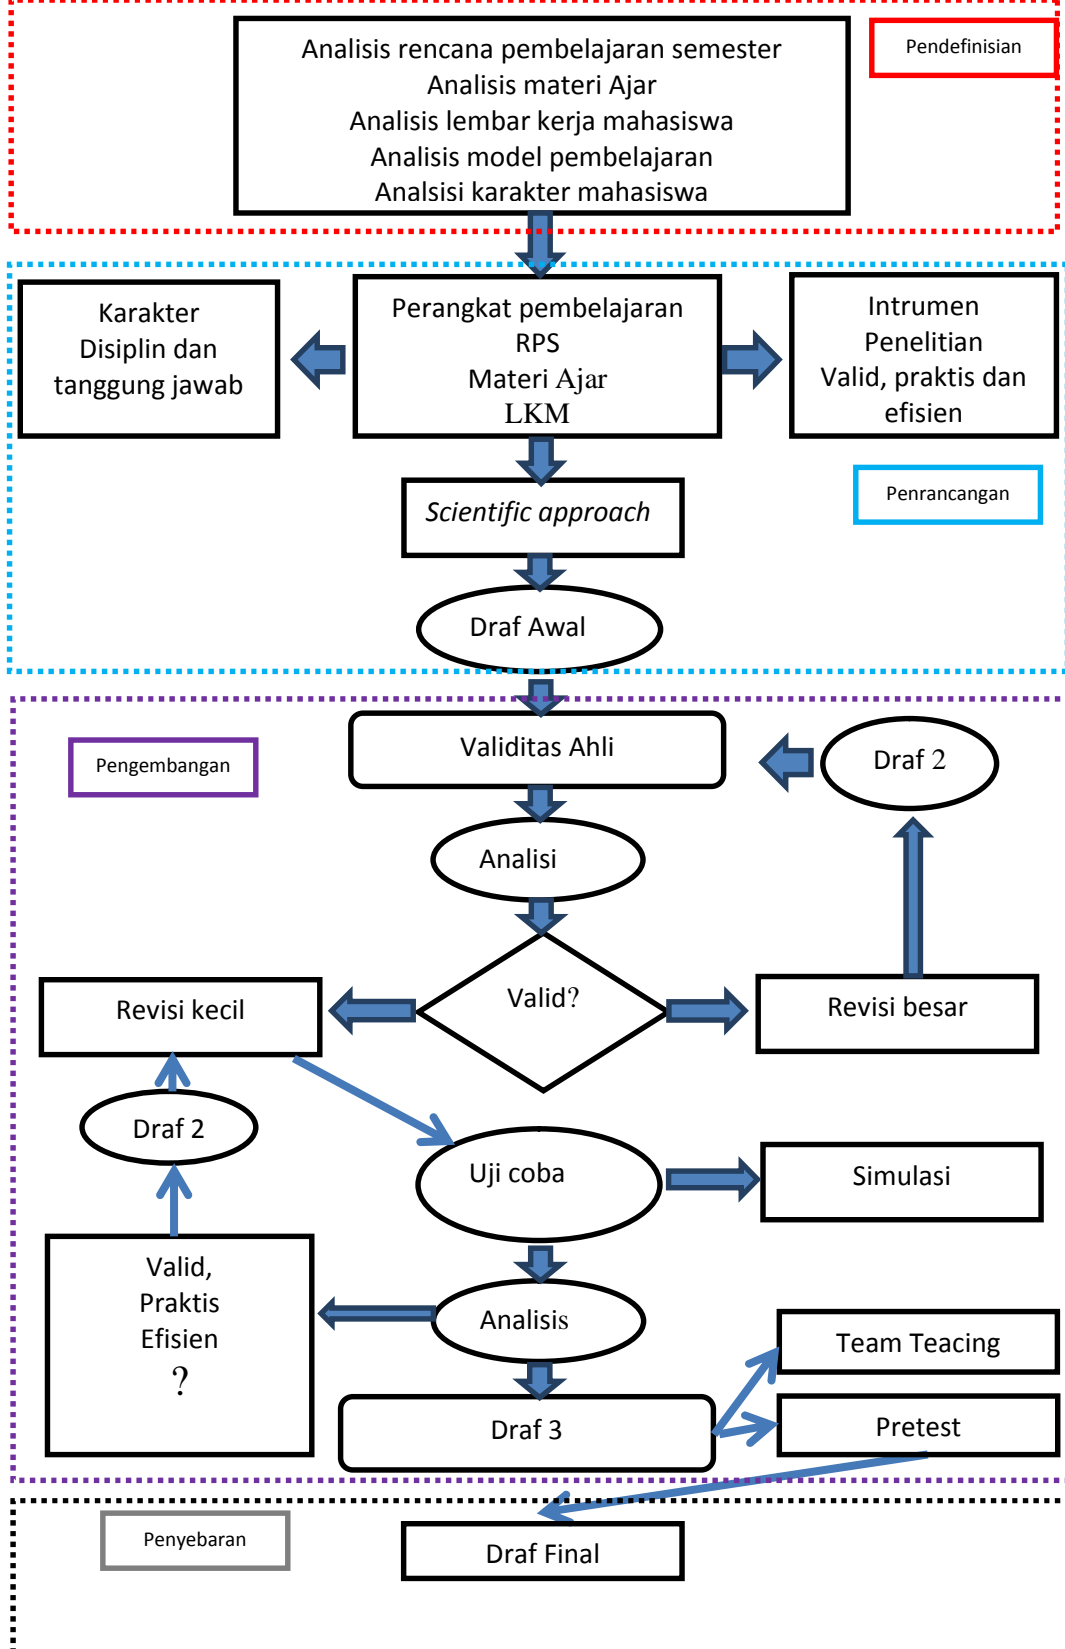 Analisis rencana pembelajaran semester
Analisis materi Ajar
Analisis lembar kerja mahasiswa
Analisis model pembelajaran
Analsisi karakter mahasiswa
Pendefinisian
Karakter
Disiplin dan
tanggung jawab
Perangkat pembelajaran
RPS
Materi Ajar
LKM
Intrumen
Penelitian
Valid, praktis dan
efisien
Scientific approach
Penrancangan
Draf Awal
Validitas Ahli
Draf 2
Pengembangan
Analisi
Valid?
Revisi kecil
Revisi besar
Draf 2
Uji coba
Simulasi
Valid,
Praktis
Efisien
?
Analisis
Team Teacing
Draf 3
Pretest
Penyebaran
Draf Final